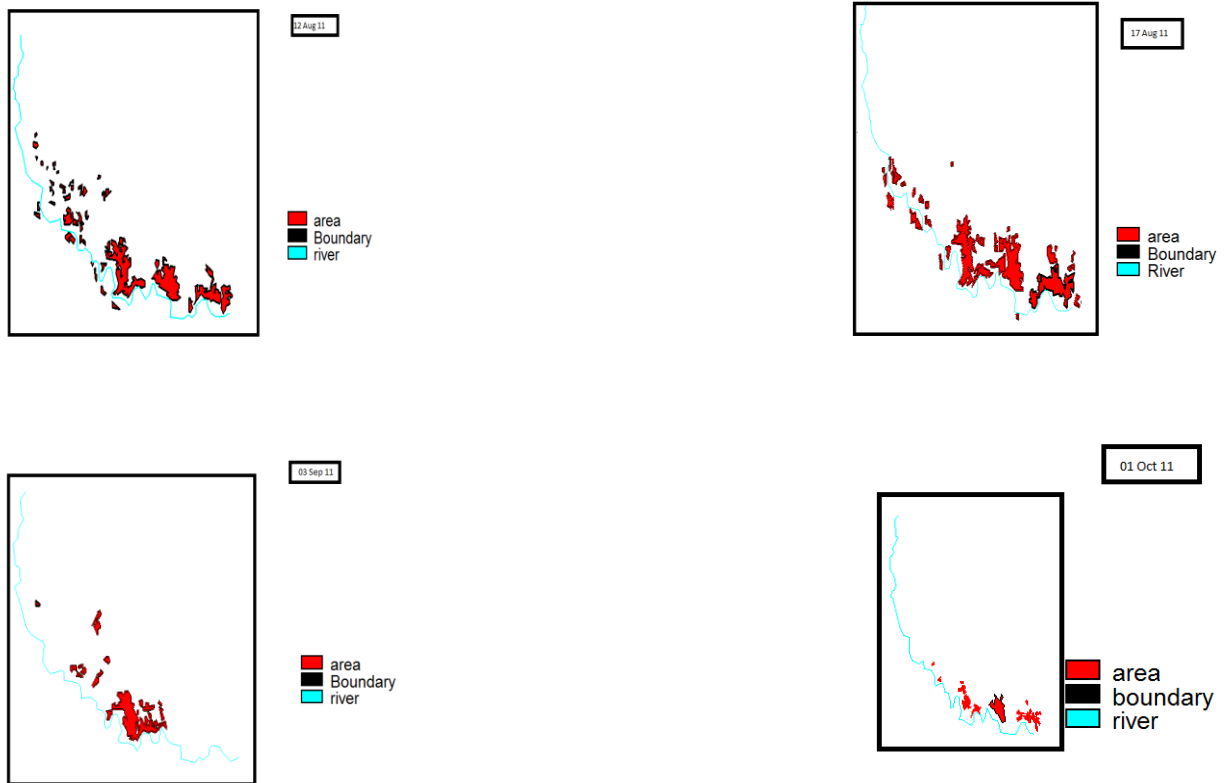 12 Aug 11
area
Boundary
river
17 Aug 11
area
Boundary
River
03 Sep 11
area
Boundary
river
01 Oct 11
area
boundary
river